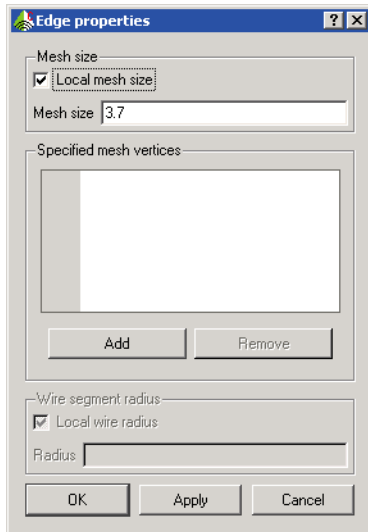 Edge properties
Mesh size
Local mesh size
Mesh size 3.7
Specified mesh vertices
Add Remove
Wire segment radius
Local wire radius
Radius
OK Apply Cancel